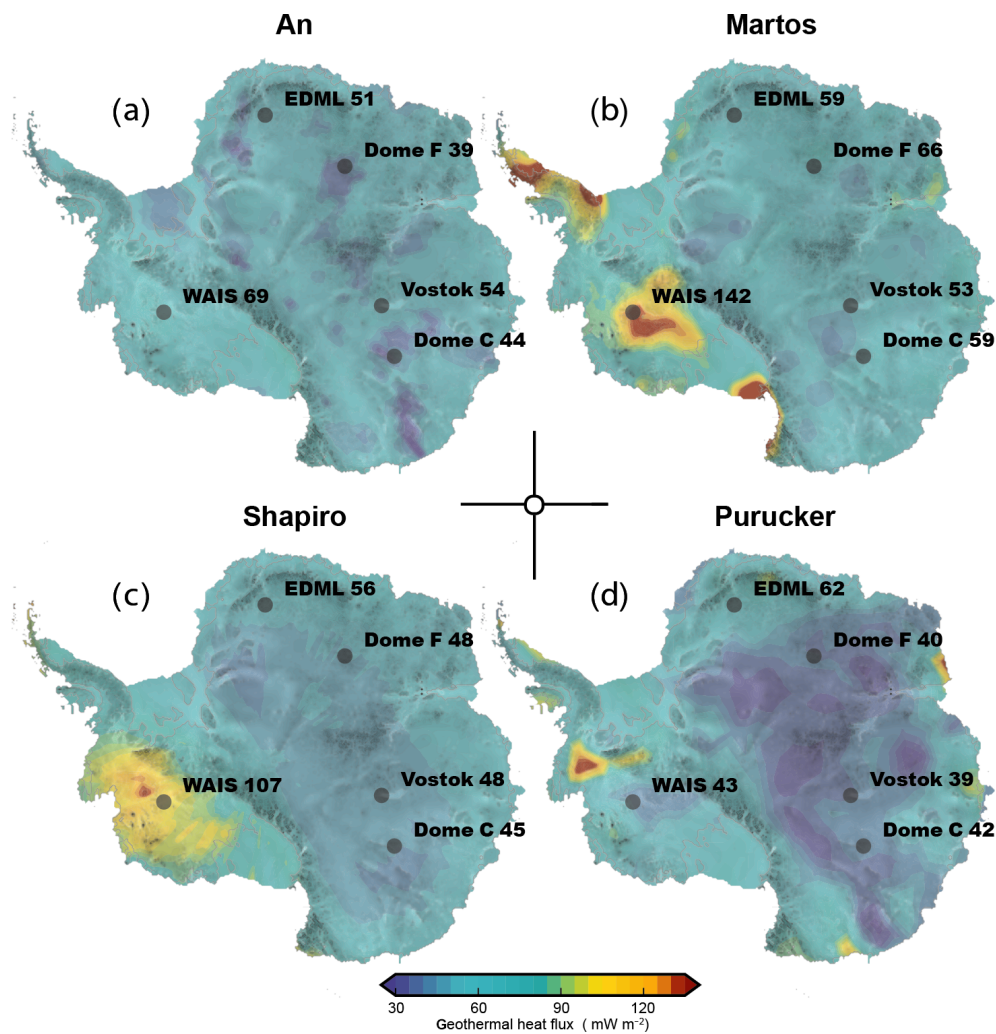 An
Martos
(a)
EDML 51
Dome F 39
WAIS 69
Vostok 54
Dome C 44
(b)
EDML 59
Dome F 66
WAIS 142
Vostok 53
Dome C 59
Shapiro
Purucker
(c)
EDML 56
Dome F 48
WAIS 107
Vostok 48
Dome C 45
(d)
EDML 62
Dome F 40
WAIS 43
Vostok 39
Dome C 42
30 60 90 120
Geothermal heat flux ( mW m⁻²)